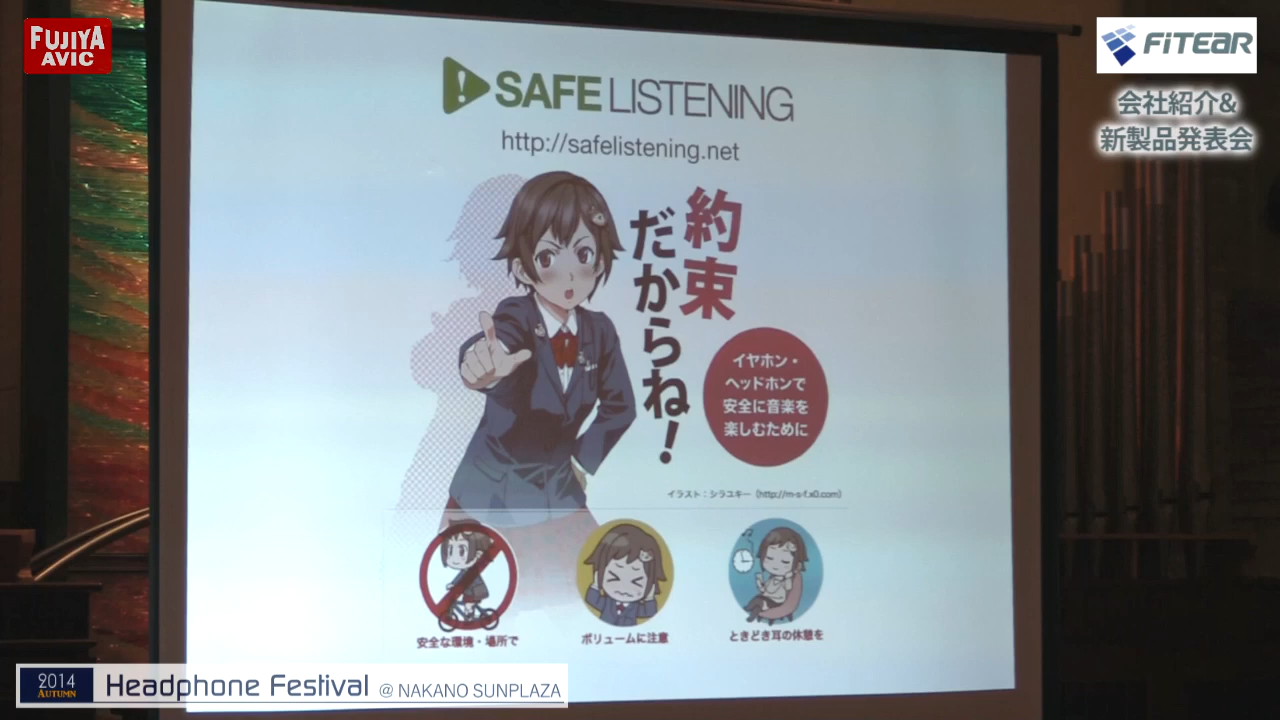 FUJIYA
AVIC
FitEar
会社紹介&
新製品発表会
! SAFE LISTENING
http://safelistening.net
約束
だからね!
イヤホン・
ヘッドホンで
安全に音楽を
楽しむために
イラスト:シラユキー (http://m-s-f.x0.com)
安全な環境・場所で
ボリュームに注意
ときどき耳の休憩を
2014
AUTUMN
Headphone Festival @ NAKANO SUNPLAZA